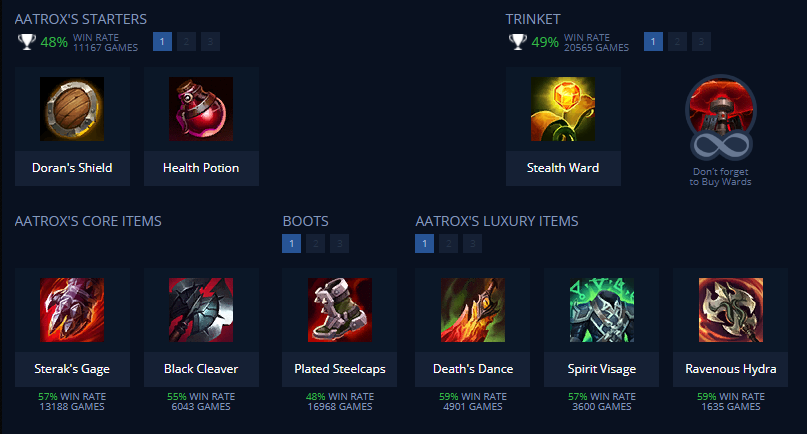 AATROX'S STARTERS
48% WIN RATE
11167 GAMES
1 2 3
Doran's Shield
Health Potion
TRINKET
49% WIN RATE
20565 GAMES
1 2 3
Stealth Ward
Don't forget
to Buy Wards
AATROX'S CORE ITEMS
Sterak's Gage
57% WIN RATE
13188 GAMES
Black Cleaver
55% WIN RATE
6043 GAMES
BOOTS
1 2 3
Plated Steelcaps
48% WIN RATE
16968 GAMES
AATROX'S LUXURY ITEMS
1 2 3
Death's Dance
59% WIN RATE
4901 GAMES
Spirit Visage
57% WIN RATE
3600 GAMES
Ravenous Hydra
59% WIN RATE
1635 GAMES